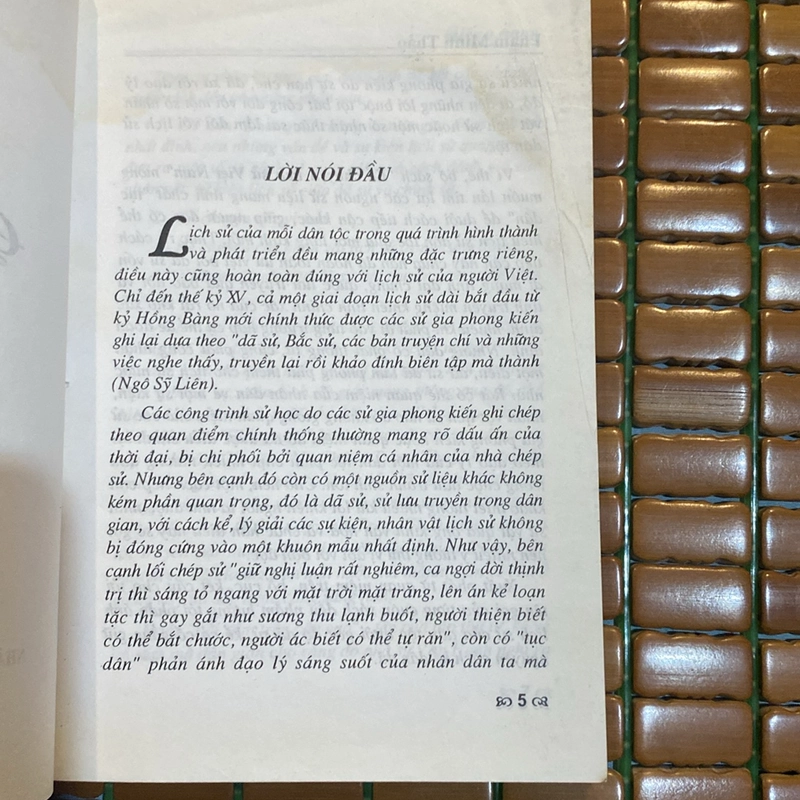 LỜI NÓI ĐẦU
Lịch sử của mỗi dân tộc trong quá trình hình thành
và phát triển đều mang những đặc trưng riêng,
điều này cũng hoàn toàn đúng với lịch sử của người Việt.
Chỉ đến thế kỷ XV, cả một giai đoạn lịch sử dài bắt đầu từ
kỷ Hồng Bàng mới chính thức được các sử gia phong kiến
ghi lại dựa theo "dã sử, Bắc sử, các bản truyện chí và những
việc nghe thấy, truyền lại rồi khảo đính biên tập mà thành
(Ngô Sỹ Liên).
Các công trình sử học do các sử gia phong kiến ghi chép
theo quan điểm chính thống thường mang rõ dấu ấn của
thời đại, bị chi phối bởi quan niệm cá nhân của nhà chép
sử. Nhưng bên cạnh đó còn có một nguồn sử liệu khác không
kém phần quan trọng, đó là dã sử, sử lưu truyền trong dân
gian, với cách kể, lý giải các sự kiện, nhân vật lịch sử không
bị đóng cứng vào một khuôn mẫu nhất định. Như vậy, bên
cạnh lối chép sử "giữ nghị luận rất nghiêm, ca ngợi đời thịnh
trị thì sáng tỏ ngang với mặt trời mặt trăng, lên án kẻ loạn
tặc thì gay gắt như sương thu lạnh buốt, người thiện biết
có thể bắt chước, người ác biết có thể tự răn", còn có "tục
dân" phản ánh đạo lý sáng suốt của nhân dân ta mà
5